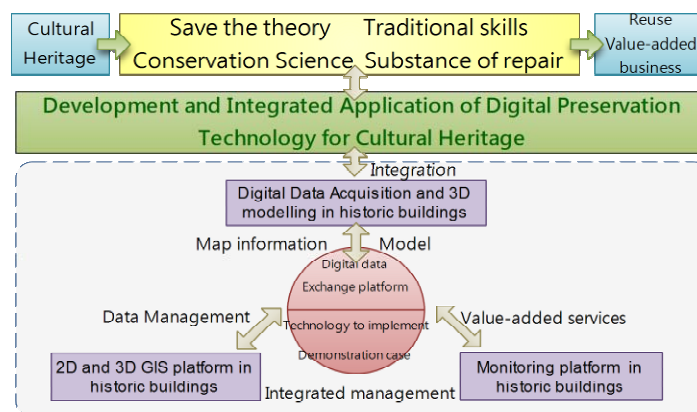 Cultural
Heritage
Save the theory Traditional skills
Conservation Science Substance of repair
Reuse
Value-added
business
Development and Integrated Application of Digital Preservation
Technology for Cultural Heritage
Integration
Digital Data Acquisition and 3D
modelling in historic buildings
Map information Model
Digital data
Exchange platform
Data Management
Value-added services
Technology to implement
Demonstration case
2D and 3D GIS platform in
historic buildings
Integrated management
Monitoring platform in
historic buildings